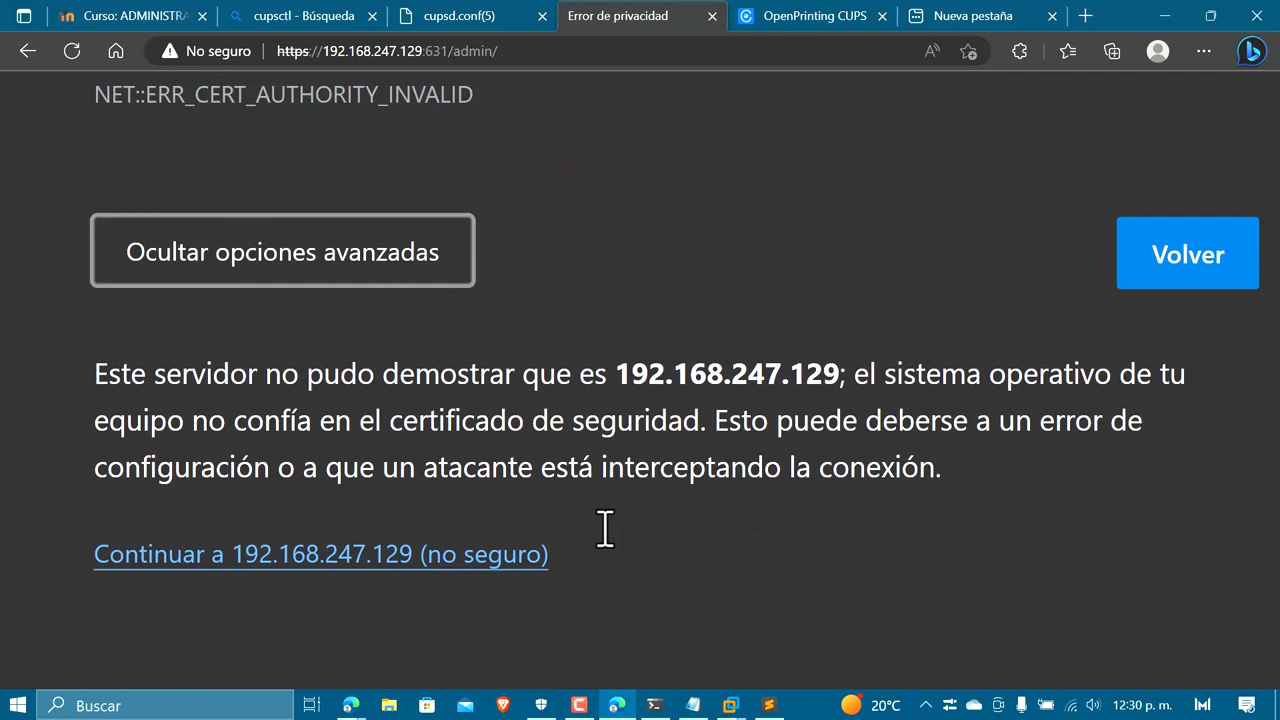 Curso: ADMINISTRA
cupsctl - Búsqueda
cupsd.conf(5)
Error de privacidad
OpenPrinting CUPS
Nueva pestaña
No seguro
https://192.168.247.129:631/admin/
NET::ERR_CERT_AUTHORITY_INVALID
Ocultar opciones avanzadas
Volver
Este servidor no pudo demostrar que es 192.168.247.129; el sistema operativo de tu
equipo no confía en el certificado de seguridad. Esto puede deberse a un error de
configuración o a que un atacante está interceptando la conexión.
Continuar a 192.168.247.129 (no seguro)
Buscar
20°C
12:30 p. m.